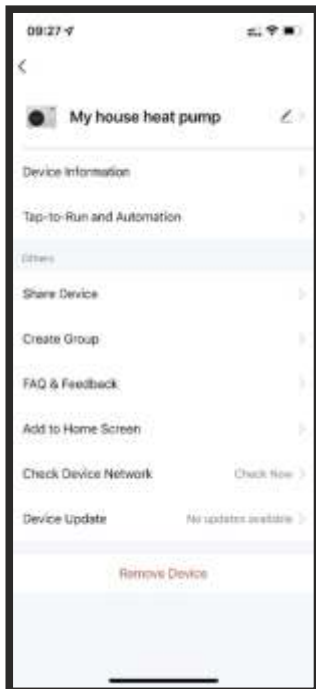 09:27
My house heat pump
Device Information
Tap-to-Run and Automation
Others
Share Device
Create Group
FAQ & Feedback
Add to Home Screen
Check Device Network Check Now
Device Update No updates available
Remove Device